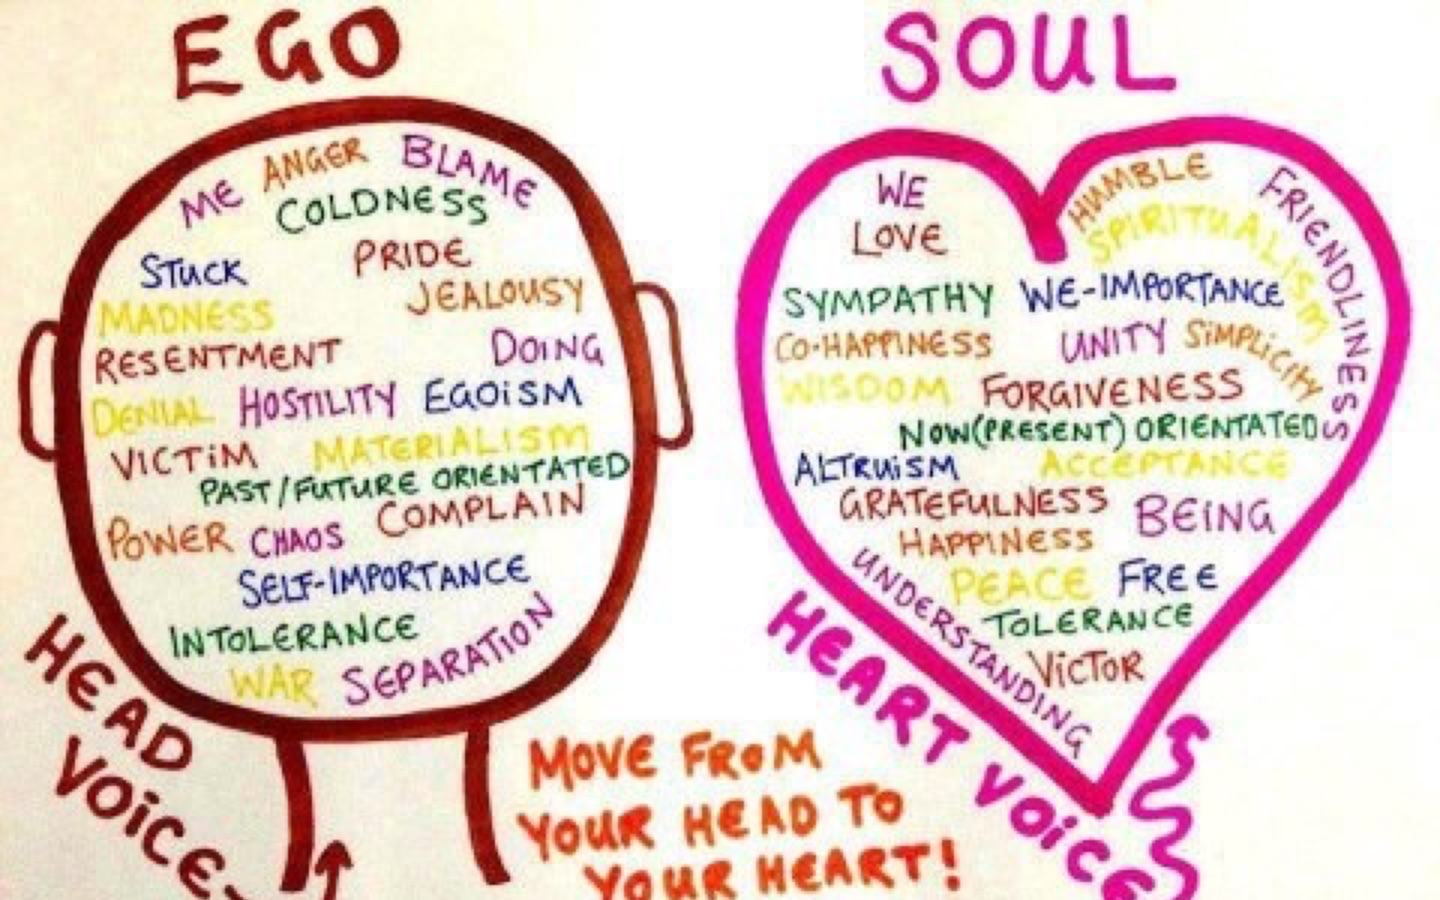 EGO
ME ANGER BLAME
COLDNESS
STUCK PRIDE
MADNESS JEALOUSY
RESENTMENT DOING
DENIAL HOSTILITY EGOiSM
VICTiM MATERIALISM
PAST/FUTURE ORIENTATED
POWER CHAOS COMPLAIN
SELF-IMPORTANCE
INTOLERANCE
WAR SEPARATION
HEAD
VOiCE
SOUL
WE HUMBLE FRIENDLINESS
LOVE SPIRITUALISM
SYMPATHY WE-IMPORTANCE
CO-HAPPINESS UNITY SiMPLiCiTY
WISDOM FORGIVENESS
NOW(PRESENT) ORIENTATED
ALTRUiSM ACCEPTANCE
GRATEFULNESS BEiNG
HAPPINESS
UNDERSTANDING PEACE FREE
TOLERANCE
ViCTOR
HEART VOiCE
MOVE FROM
YOUR HEAD TO
YOUR HEART!